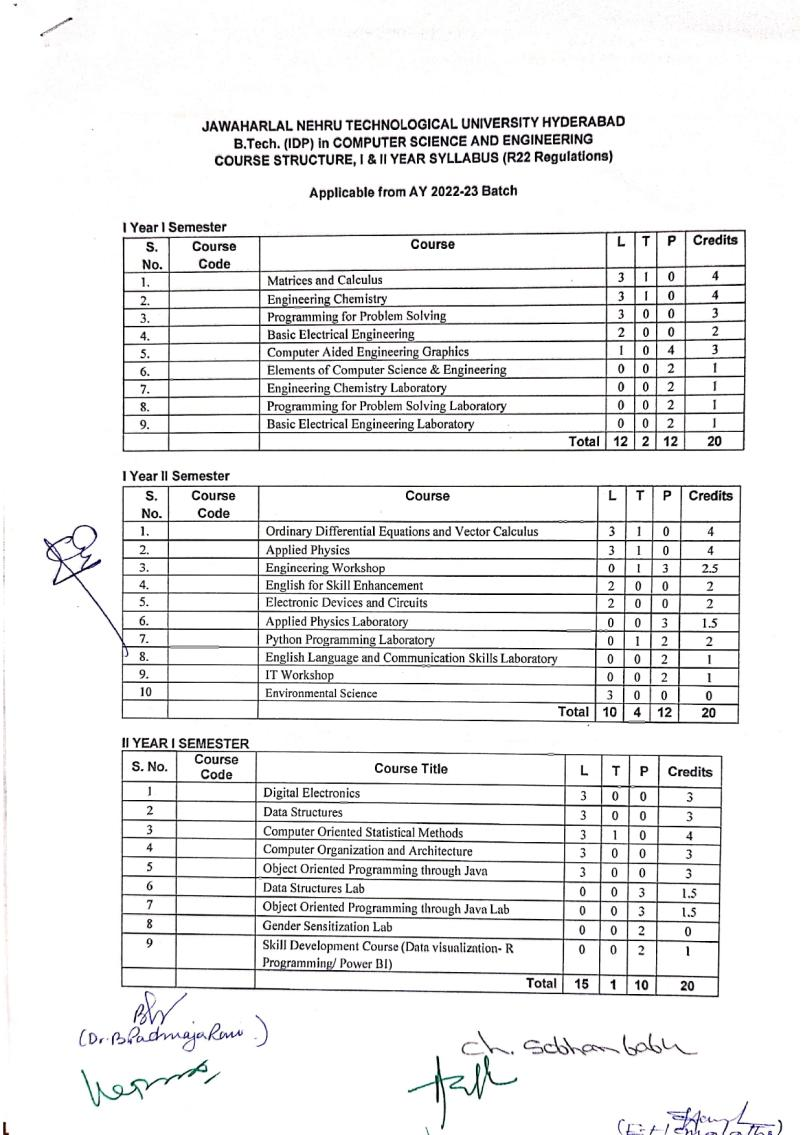 JAWAHARLAL NEHRU TECHNOLOGICAL UNIVERSITY HYDERABAD
B.Tech. (IDP) in COMPUTER SCIENCE AND ENGINEERING
COURSE STRUCTURE, I & II YEAR SYLLABUS (R22 Regulations)
Applicable from AY 2022-23 Batch
I Year I Semester
S. No. Course Code Course L T P Credits
1. Matrices and Calculus 3 1 0 4
2. Engineering Chemistry 3 1 0 4
3. Programming for Problem Solving 3 0 0 3
4. Basic Electrical Engineering 2 0 0 2
5. Computer Aided Engineering Graphics 1 0 4 3
6. Elements of Computer Science & Engineering 0 0 2 1
7. Engineering Chemistry Laboratory 0 0 2 1
8. Programming for Problem Solving Laboratory 0 0 2 1
9. Basic Electrical Engineering Laboratory 0 0 2 1
Total 12 2 12 20
I Year II Semester
S. No. Course Code Course L T P Credits
1. Ordinary Differential Equations and Vector Calculus 3 1 0 4
2. Applied Physics 3 1 0 4
3. Engineering Workshop 0 1 3 2.5
4. English for Skill Enhancement 2 0 0 2
5. Electronic Devices and Circuits 2 0 0 2
6. Applied Physics Laboratory 0 0 3 1.5
7. Python Programming Laboratory 0 1 2 2
8. English Language and Communication Skills Laboratory 0 0 2 1
9. IT Workshop 0 0 2 1
10 Environmental Science 3 0 0 0
Total 10 4 12 20
II YEAR I SEMESTER
S. No. Course Code Course Title L T P Credits
1 Digital Electronics 3 0 0 3
2 Data Structures 3 0 0 3
3 Computer Oriented Statistical Methods 3 1 0 4
4 Computer Organization and Architecture 3 0 0 3
5 Object Oriented Programming through Java 3 0 0 3
6 Data Structures Lab 0 0 3 1.5
7 Object Oriented Programming through Java Lab 0 0 3 1.5
8 Gender Sensitization Lab 0 0 2 0
9 Skill Development Course (Data visualization- R Programming/ Power BI) 0 0 2 1
Total 15 1 10 20
(Dr. B. Padmaja Rani)
ch. Sobhan babu